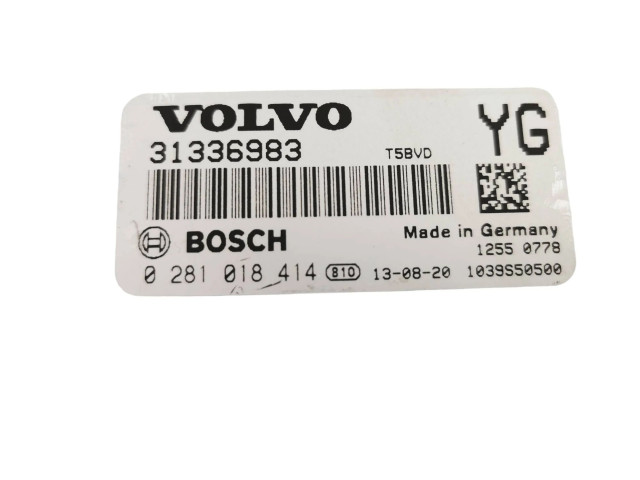 VOLVO YG
31336983 T5BVD
BOSCH Made in Germany
1255 0778
0 281 018 414 810 13-08-20 1039S50500